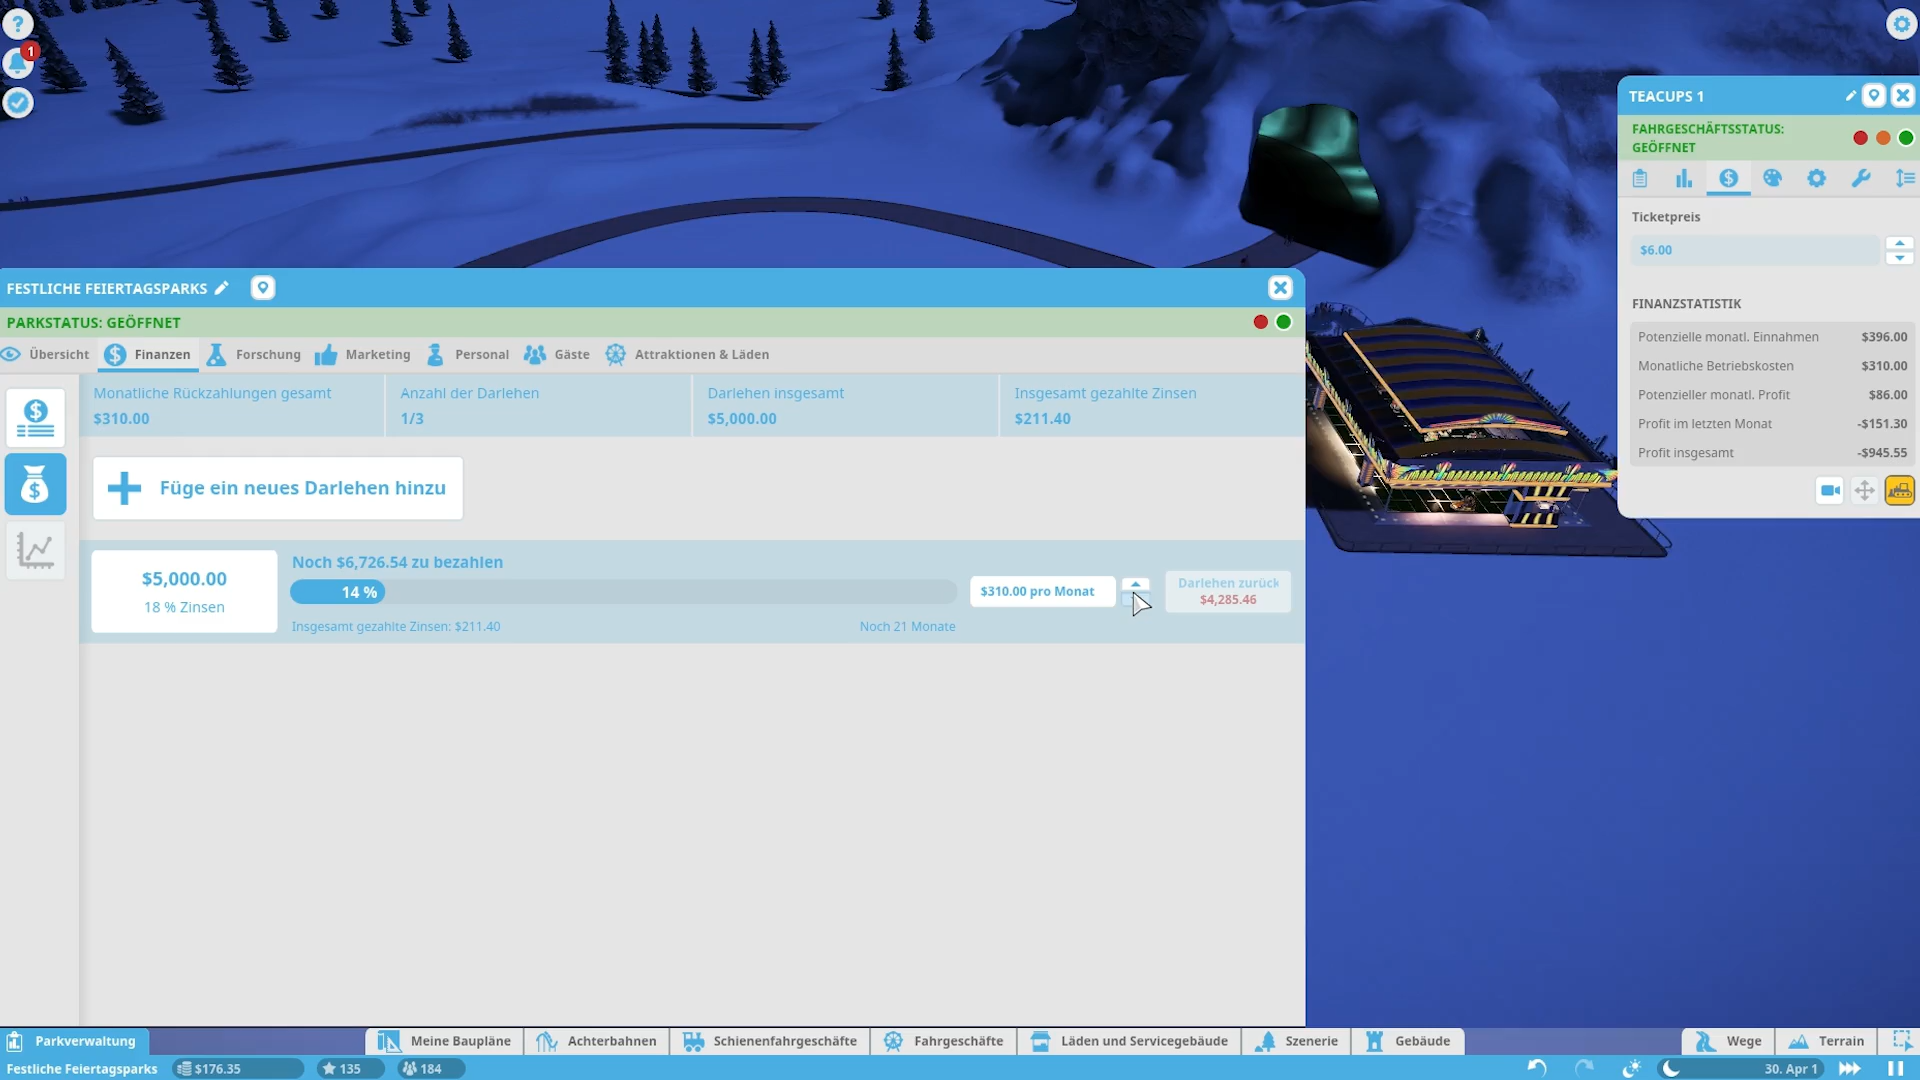 ?
1
TEACUPS 1
FAHRGESCHÄFTSSTATUS:
GEÖFFNET
Ticketpreis
$6.00
FINANZSTATISTIK
Potenzielle monatl. Einnahmen $396.00
Monatliche Betriebskosten $310.00
Potenzieller monatl. Profit $86.00
Profit im letzten Monat -$151.30
Profit insgesamt -$945.55
FESTLICHE FEIERTAGSPARKS
PARKSTATUS: GEÖFFNET
Übersicht Finanzen Forschung Marketing Personal Gäste Attraktionen & Läden
Monatliche Rückzahlungen gesamt Anzahl der Darlehen Darlehen insgesamt Insgesamt gezahlte Zinsen
$310.00 1/3 $5,000.00 $211.40
Füge ein neues Darlehen hinzu
$5,000.00
18 % Zinsen
Noch $6,726.54 zu bezahlen
14 %
Insgesamt gezahlte Zinsen: $211.40 Noch 21 Monate
$310.00 pro Monat
Darlehen zurück
$4,285.46
Parkverwaltung Meine Baupläne Achterbahnen Schienenfahrgeschäfte Fahrgeschäfte Läden und Servicegebäude Szenerie Gebäude Wege Terrain
Festliche Feiertagsparks $176.35 135 184 30. Apr 1